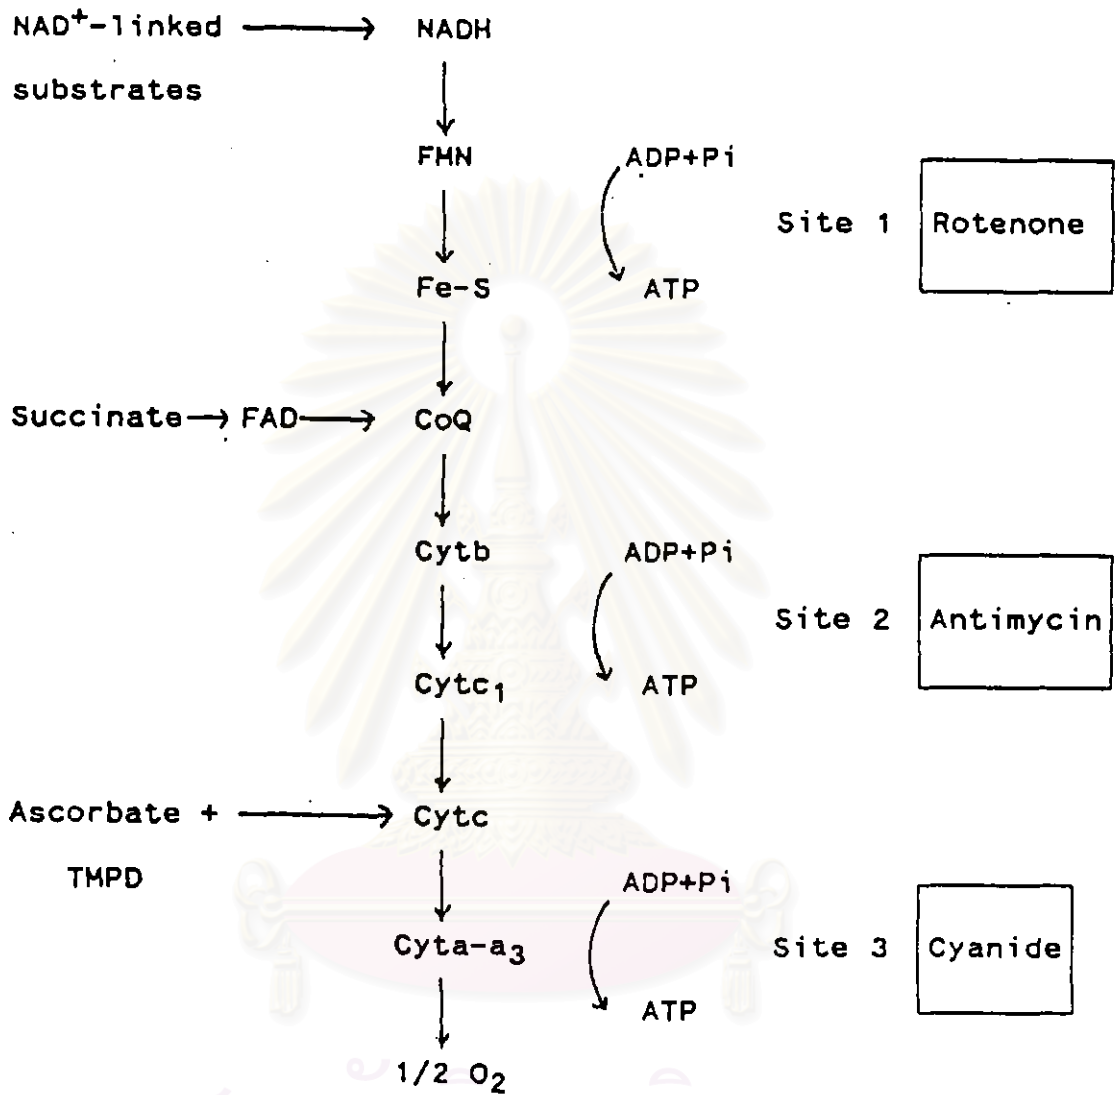 NAD⁺-linked NADH
substrates
FMN ADP+Pi
Site 1 Rotenone
Fe-S ATP
Succinate FAD CoQ
Cytb ADP+Pi
Site 2 Antimycin
Cytc₁ ATP
Ascorbate + Cytc
TMPD ADP+Pi
Cyta-a₃ Site 3 Cyanide
ATP
1/2 O₂